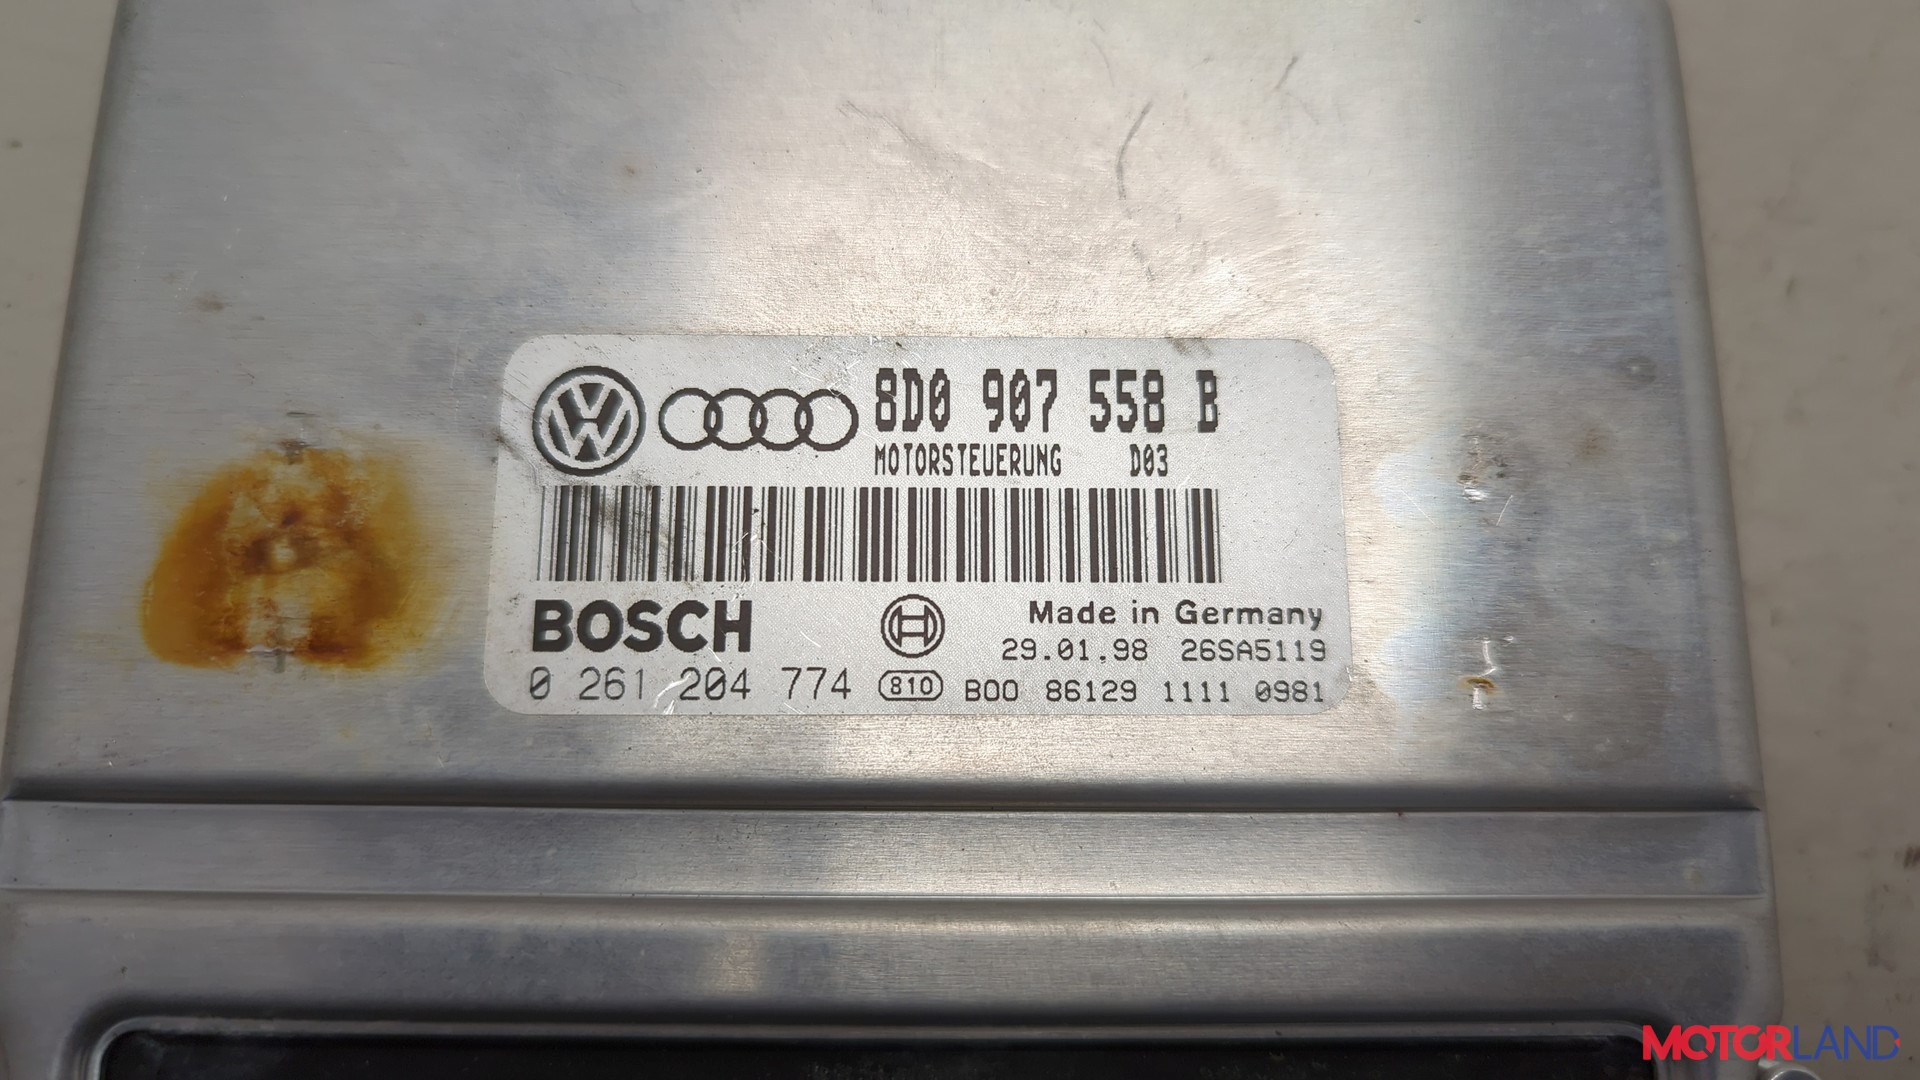 8D0 907 558 B
MOTORSTEUERUNG D03
BOSCH
Made in Germany
29.01.98 26SA5119
0 261 204 774 810 B00 86129 1111 0981
MOTORLAND